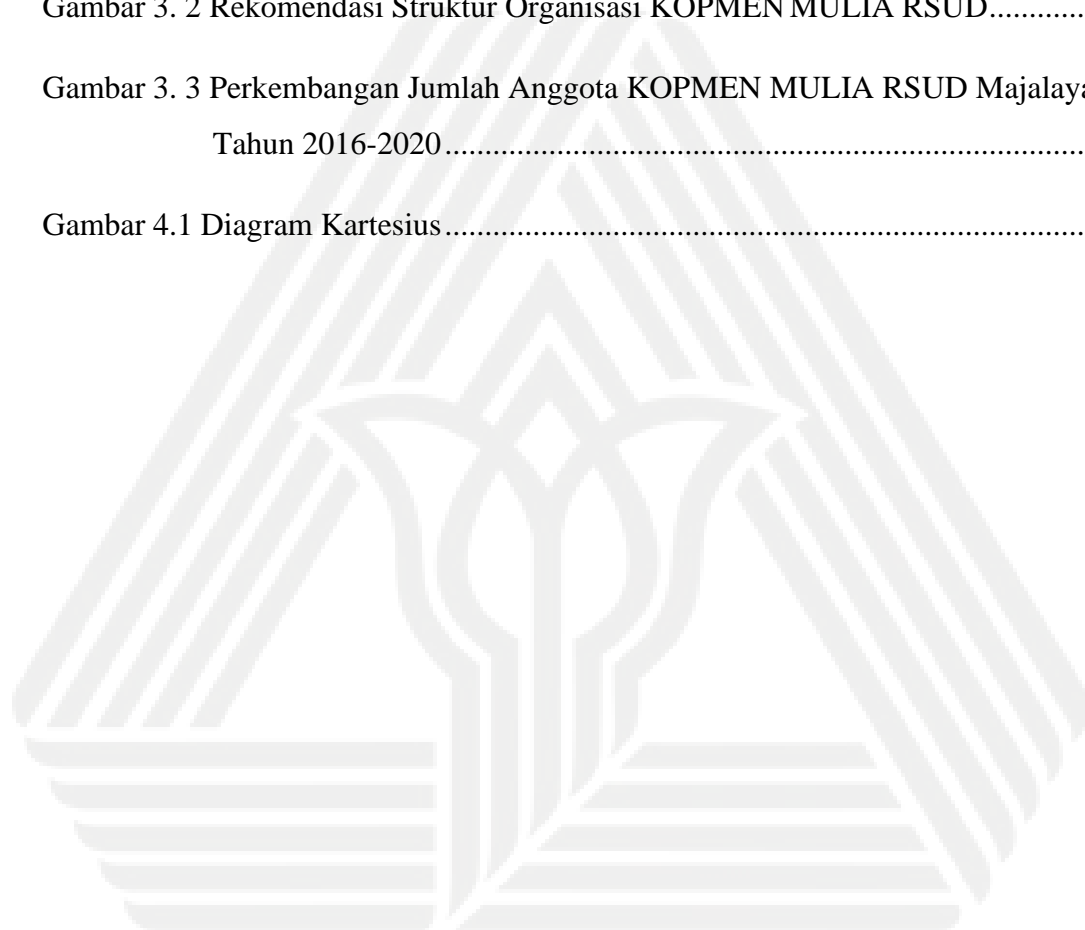 Gambar 3. 2 Rekomendasi Struktur Organisasi KOPMEN MULIA RSUD............
Gambar 3. 3 Perkembangan Jumlah Anggota KOPMEN MULIA RSUD Majalaya
Tahun 2016-2020................................................................................
Gambar 4.1 Diagram Kartesius................................................................................